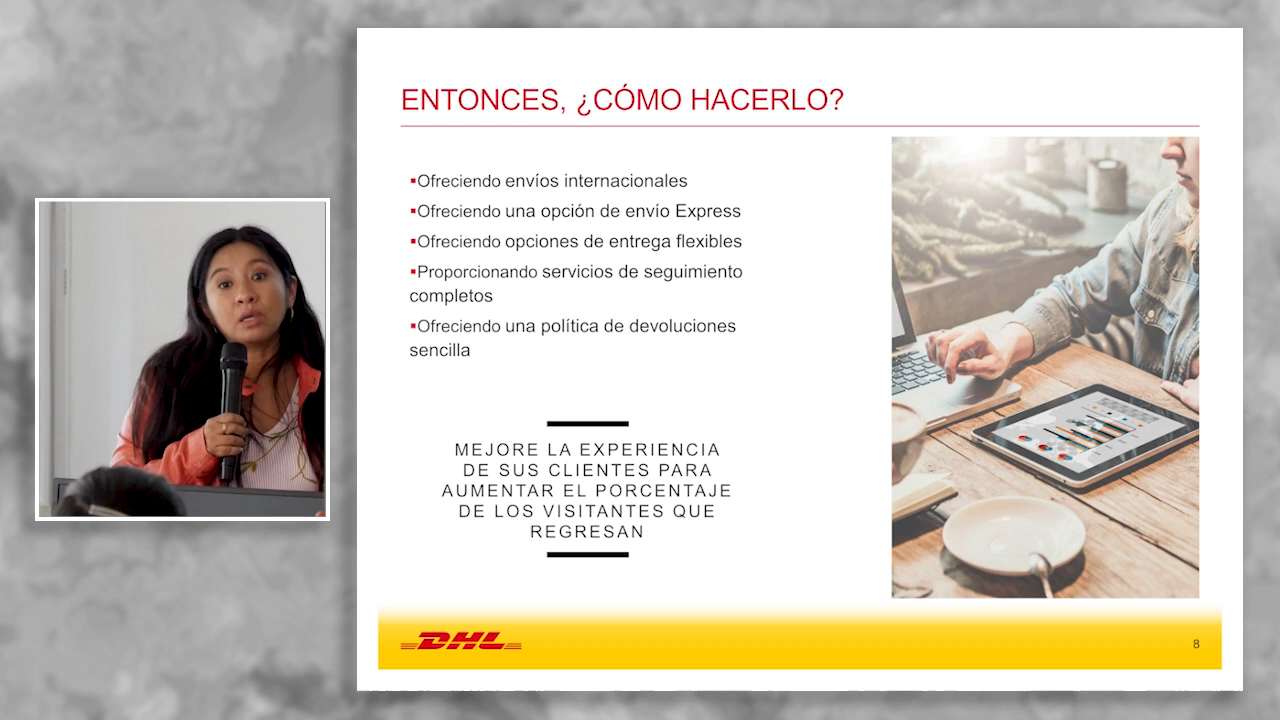 ENTONCES, ¿CÓMO HACERLO?
▪Ofreciendo envíos internacionales
▪Ofreciendo una opción de envío Express
▪Ofreciendo opciones de entrega flexibles
▪Proporcionando servicios de seguimiento
completos
▪Ofreciendo una política de devoluciones
sencilla
MEJORE LA EXPERIENCIA
DE SUS CLIENTES PARA
AUMENTAR EL PORCENTAJE
DE LOS VISITANTES QUE
REGRESAN
DHL
8